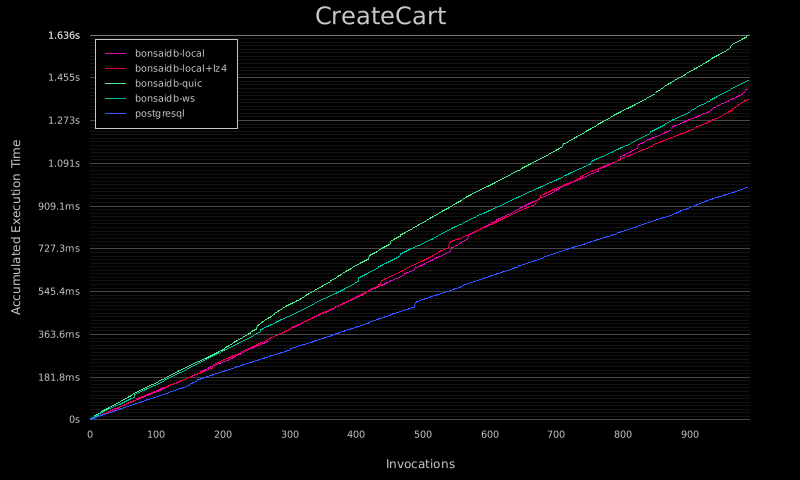 CreateCart
1.636s
1.455s
1.273s
1.091s
909.1ms
727.3ms
545.4ms
363.6ms
181.8ms
0s
Accumulated Execution Time
bonsaidb-local
bonsaidb-local+lz4
bonsaidb-quic
bonsaidb-ws
postgresql
0 100 200 300 400 500 600 700 800 900
Invocations